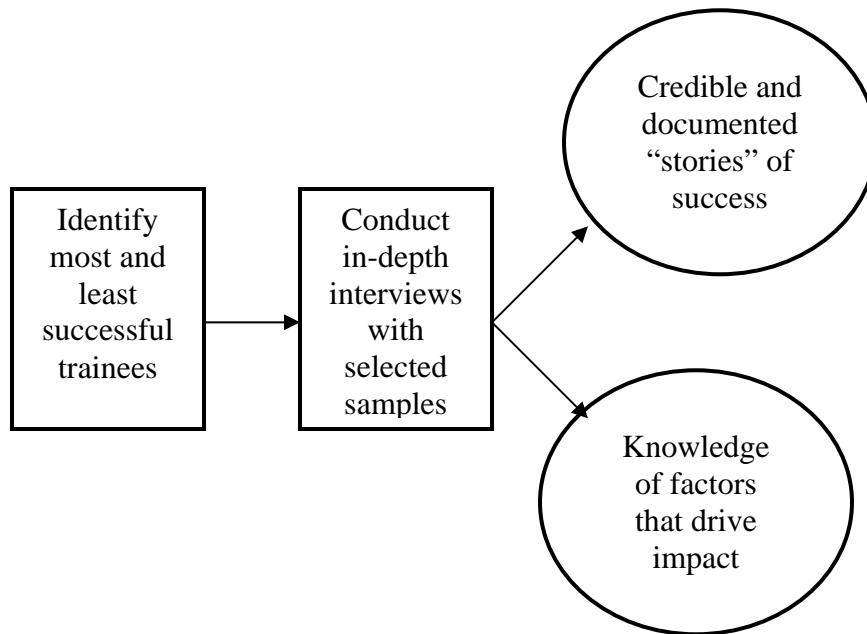 Identify
most and
least
successful
trainees
Conduct
in-depth
interviews
with
selected
samples
Credible and
documented
“stories” of
success
Knowledge
of factors
that drive
impact